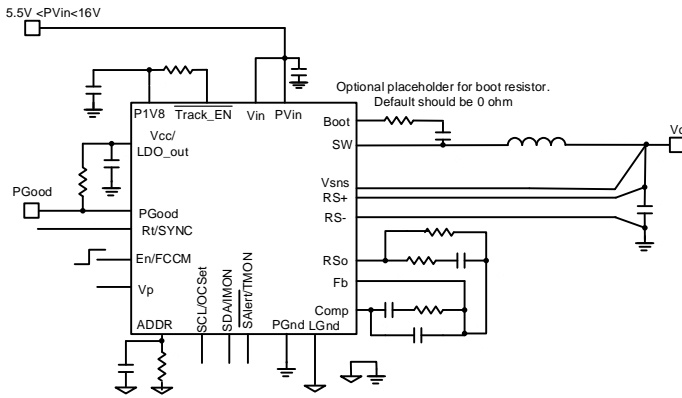 5.5V <PVin<16V
Optional placeholder for boot resistor.
Default should be 0 ohm
P1V8
Track_EN
Vin
PVin
Boot
Vcc/
LDO_out
SW
Vsns
RS+
PGood
PGood
RS-
Rt/SYNC
En/FCCM
RSo
Fb
Vp
Comp
ADDR
SCL/OCSet
SDA/IMON
SAlert/TMON
PGnd
LGnd